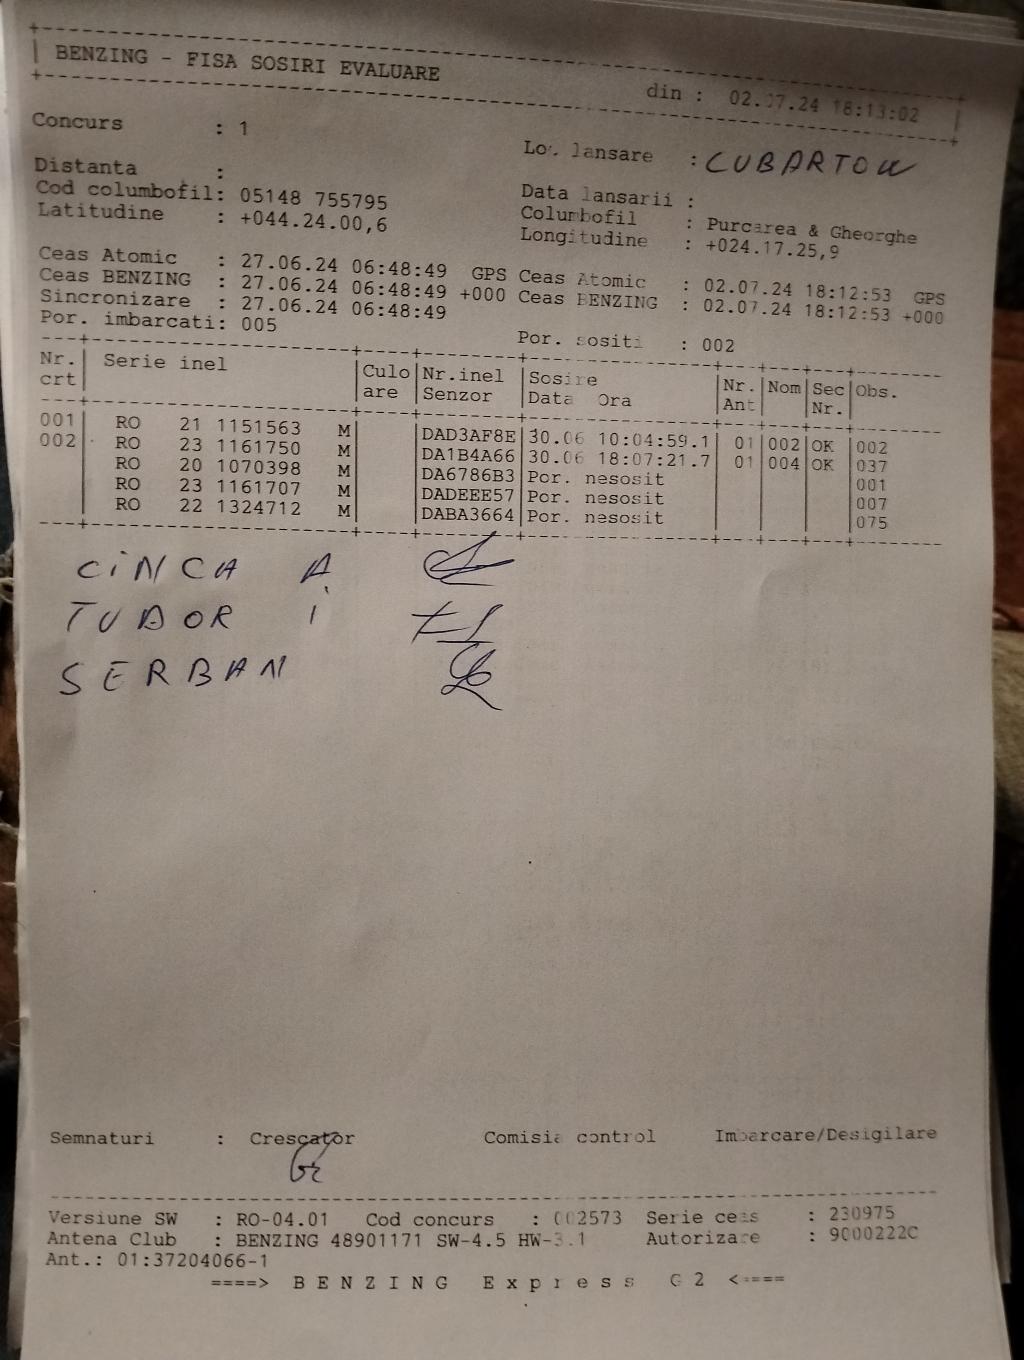 BENZING - FISA SOSIRI EVALUARE
din : 02.07.24 18:13:02
Concurs : 1 Loc. lansare : CUBARTOW
Distanta : Data lansarii :
Cod columbofil: 05148 755795 Columbofil : Purcarea & Gheorghe
Latitudine : +044.24.00,6 Longitudine : +024.17.25,9
Ceas Atomic : 27.06.24 06:48:49 GPS Ceas Atomic : 02.07.24 18:12:53 GPS
Ceas BENZING : 27.06.24 06:48:49 +000 Ceas BENZING : 02.07.24 18:12:53 +000
Sincronizare : 27.06.24 06:48:49
Por. imbarcati: 005 Por. sositi : 002
Nr. Serie inel Culo Nr.inel Sosire Nr. Nom Sec Obs.
crt are Senzor Data Ora Ant Nr.
001 RO 21 1151563 M DAD3AF8E 30.06 10:04:59.1 01 002 OK 002
002 RO 23 1161750 M DA1B4A66 30.06 18:07:21.7 01 004 OK 037
RO 20 1070398 M DA6786B3 Por. nesosit 001
RO 23 1161707 M DADEEE57 Por. nesosit 007
RO 22 1324712 M DABA3664 Por. nesosit 075
CINCA A
TUDOR I
SERBAN
Semnaturi : Crescator Comisia control Imbarcare/Desigilare
Versiune SW : RO-04.01 Cod concurs : 002573 Serie ceas : 230975
Antena Club : BENZING 48901171 SW-4.5 HW-3.1 Autorizare : 9000222C
Ant.: 01:37204066-1
====> BENZING Express G2 <====